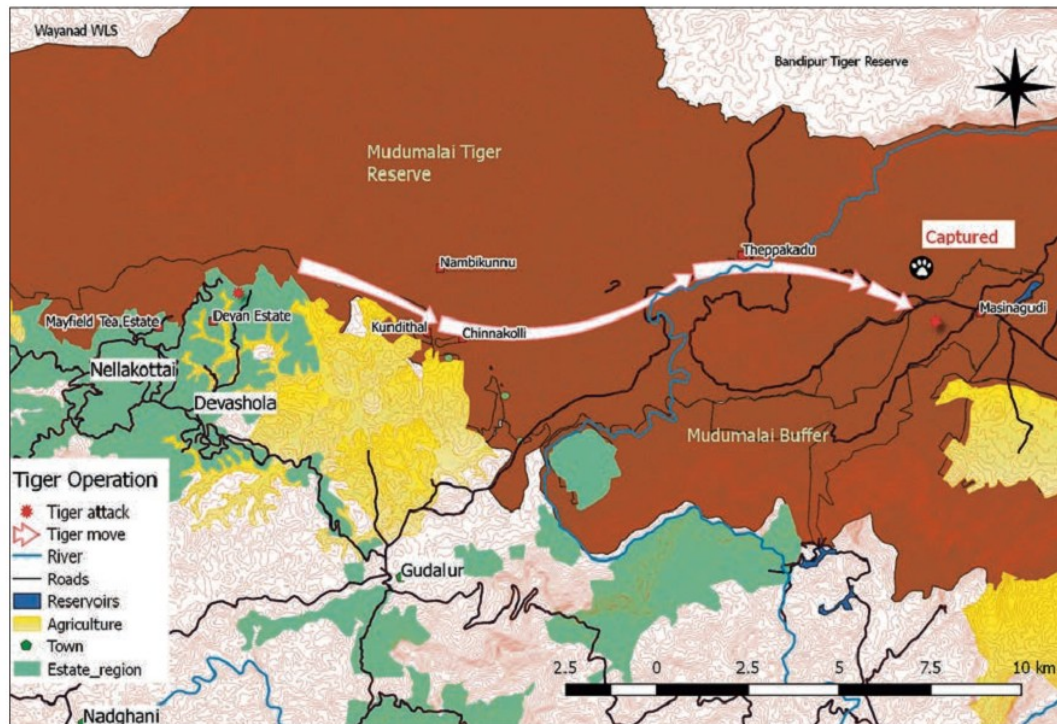 Wayanad WLS
Bandipur Tiger Reserve
Mudumalai Tiger
Reserve
Captured
Theppakadu
Nambikunnu
Masinagudi
Devan Estate
Mayfield Tea Estate
Kundithal
Chinnakolli
Nellakottai
Devashola
Mudumalai Buffer
Tiger Operation
Tiger attack
Tiger move
River
Roads
Reservoirs
Agriculture
Town
Estate_region
Gudalur
2.5 0 2.5 5 7.5 10 km
Nadghani